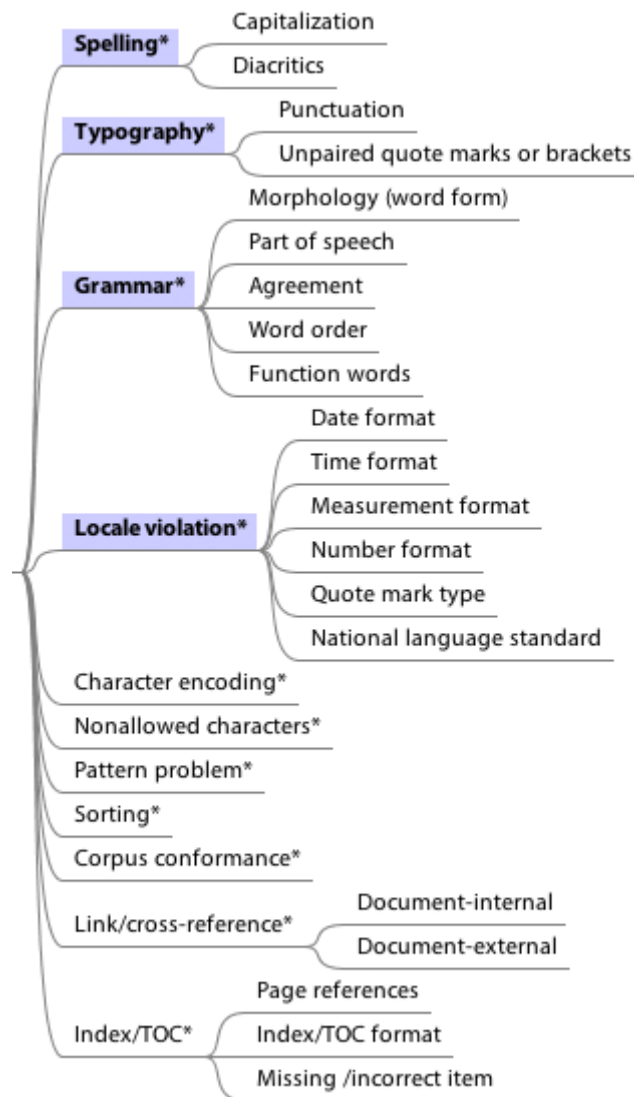 Capitalization
Spelling*
Diacritics
Punctuation
Typography*
Unpaired quote marks or brackets
Morphology (word form)
Part of speech
Grammar*
Agreement
Word order
Function words
Date format
Time format
Measurement format
Locale violation*
Number format
Quote mark type
National language standard
Character encoding*
Nonallowed characters*
Pattern problem*
Sorting*
Corpus conformance*
Document-internal
Link/cross-reference*
Document-external
Page references
Index/TOC*
Index/TOC format
Missing /incorrect item